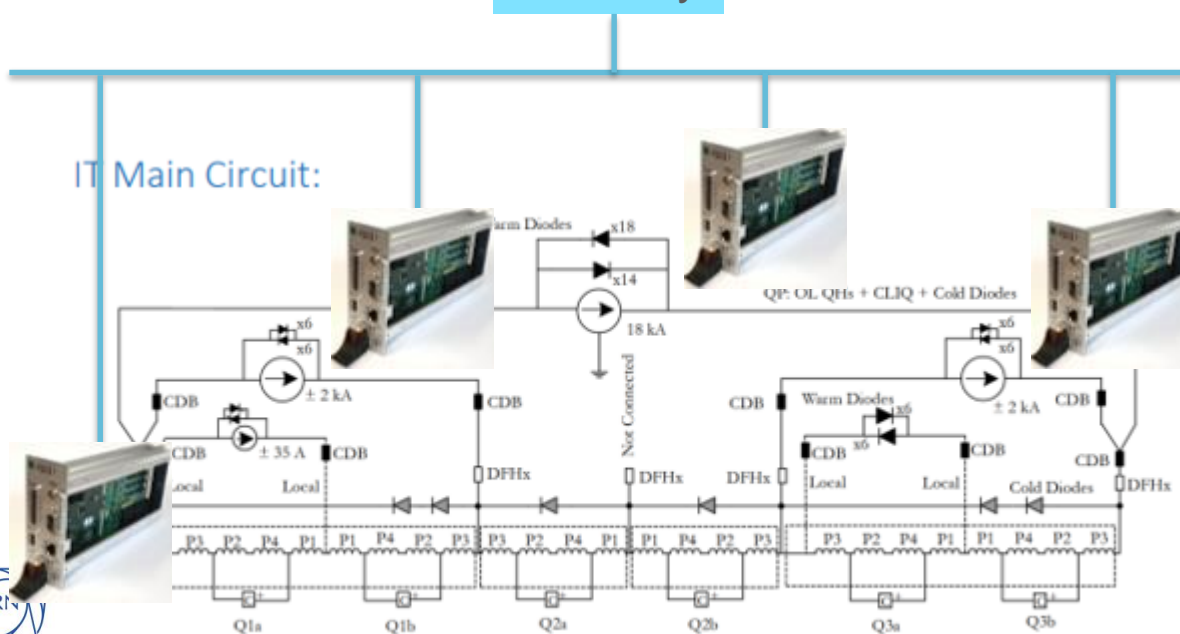 IT Main Circuit:
Warm Diodes
x18
x14
QP: OL QHs + CLIQ + Cold Diodes
18 kA
x6
x6
± 2 kA
x6
x6
± 2 kA
CDB
CDB
Not Connected
CDB
Warm Diodes
x6
x6
CDB
± 35 A
CDB
CDB
CDB
CDB
DFHx
DFHx
DFHx
DFHx
Local
Local
Local
Local
Cold Diodes
P3 P2 P4 P1 P1 P4 P2 P3 P3 P2 P4 P1 P1 P4 P2 P3 P3 P2 P4 P1 P1 P4 P2 P3
C C C C C C
Q1a Q1b Q2a Q2b Q3a Q3b